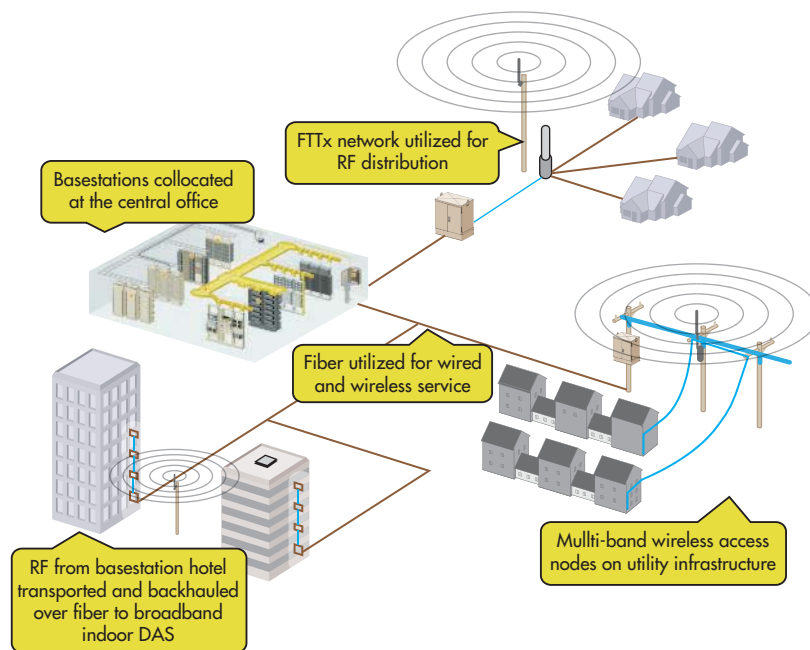 FTTx network utilized for
RF distribution
Basestations collocated
at the central office
Fiber utilized for wired
and wireless service
Mullti-band wireless access
nodes on utility infrastructure
RF from basestation hotel
transported and backhauled
over fiber to broadband
indoor DAS